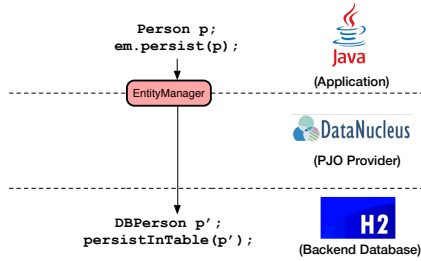 Person p;
em.persist(p);
Java
(Application)
EntityManager
DataNucleus
(PJO Provider)
DBPerson p’;
persistInTable(p’);
H2
(Backend Database)